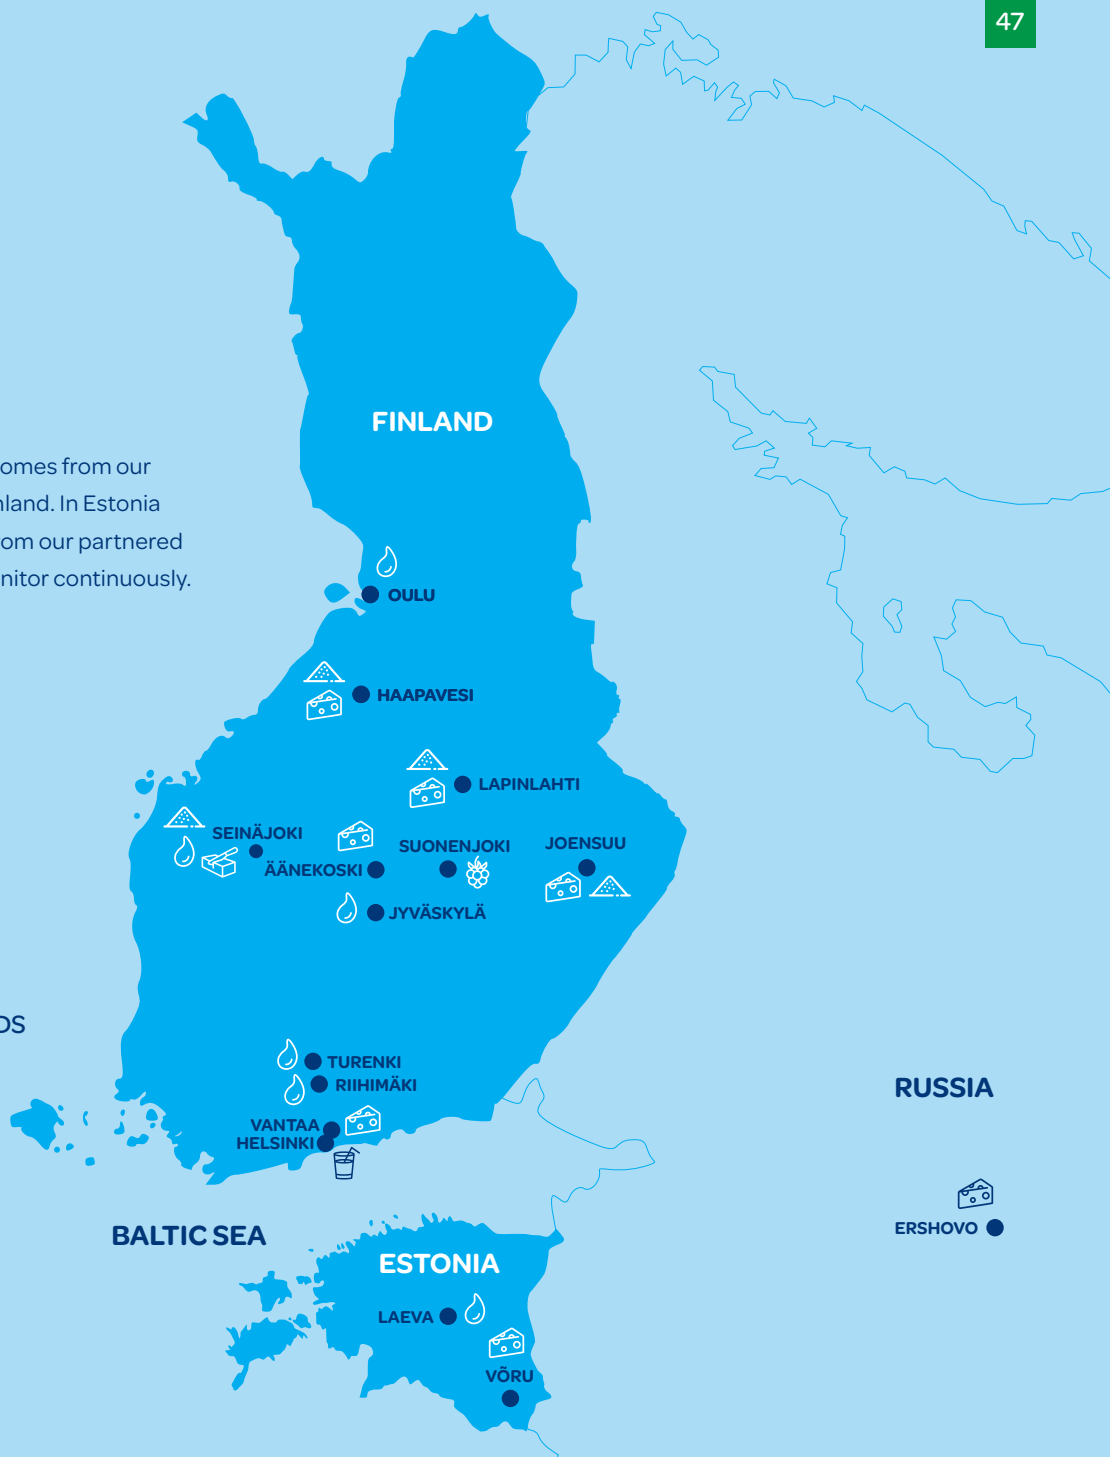 47
FINLAND
omes from our
nland. In Estonia
om our partnered
nitor continuously.
OULU
HAAPAVESI
LAPINLAHTI
SEINÄJOKI
SUONENJOKI
JOENSUU
ÄÄNEKOSKI
JYVÄSKYLÄ
DS
TURENKI
RIIHIMÄKI
RUSSIA
VANTAA
HELSINKI
ERSHOVO
BALTIC SEA
ESTONIA
LAEVA
VÕRU